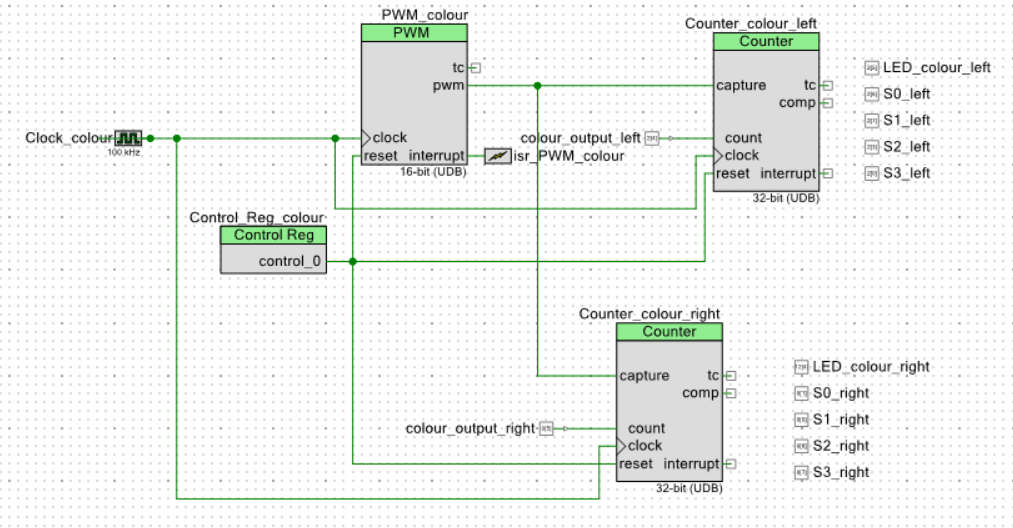 PWM_colour
PWM
tc
pwm
clock
reset interrupt
16-bit (UDB)
isr_PWM_colour
Clock_colour
100 kHz
Control_Reg_colour
Control Reg
control_0
Counter_colour_left
Counter
capture tc
comp
colour_output_left
count
clock
reset interrupt
32-bit (UDB)
LED_colour_left
S0_left
S1_left
S2_left
S3_left
Counter_colour_right
Counter
capture tc
comp
colour_output_right
count
clock
reset interrupt
32-bit (UDB)
LED_colour_right
S0_right
S1_right
S2_right
S3_right